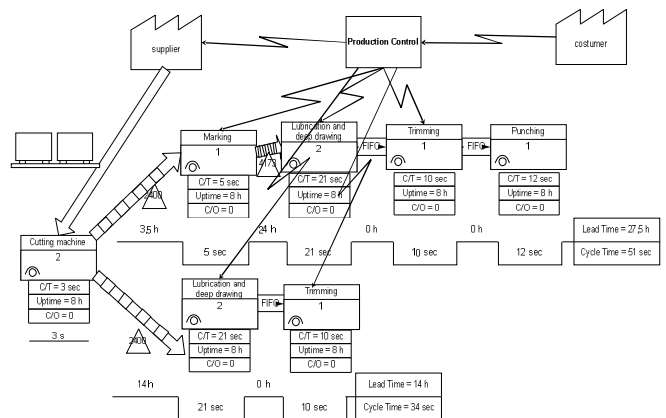 supplier
Production Control
costumer
Marking
1
C/T = 5 sec
Uptime = 8 h
C/O = 0
Lubrication and
deep drawing
2
C/T = 21 sec
Uptime = 8 h
C/O = 0
FIFO
Trimming
1
C/T = 10 sec
Uptime = 8 h
C/O = 0
FIFO
Punching
1
C/T = 12 sec
Uptime = 8 h
C/O = 0
2400
4173
Cutting machine
2
C/T = 3 sec
Uptime = 8 h
C/O = 0
3 s
3,5 h
24 h
0 h
0 h
Lead Time = 27,5 h
5 sec
21 sec
10 sec
12 sec
Cycle Time = 51 sec
2400
Lubrication and
deep drawing
2
C/T = 21 sec
Uptime = 8 h
C/O = 0
FIFO
Trimming
1
C/T = 10 sec
Uptime = 8 h
C/O = 0
14 h
0 h
Lead Time = 14 h
21 sec
10 sec
Cycle Time = 34 sec